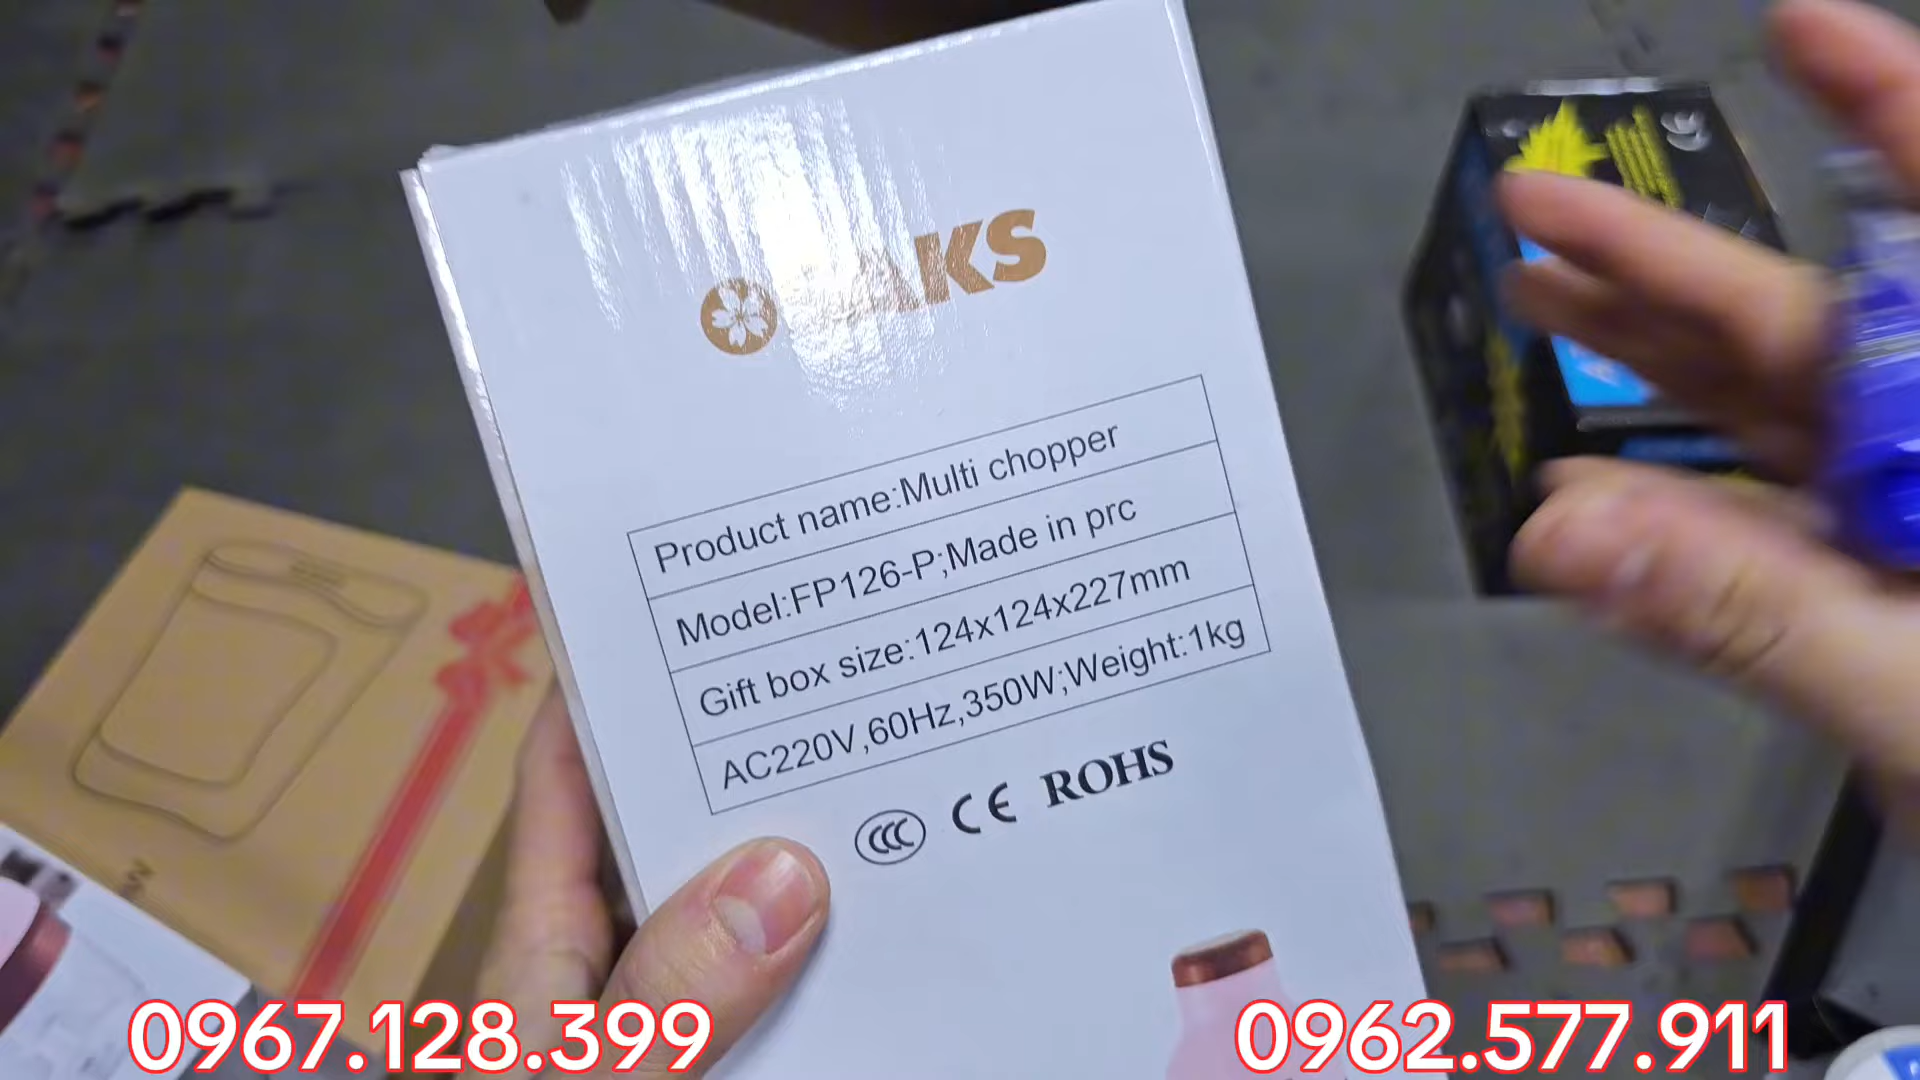 AKS
Product name:Multi chopper
Model:FP126-P;Made in prc
Gift box size:124x124x227mm
AC220V,60Hz,350W;Weight:1kg
CCC CE ROHS
0967.128.399
0962.577.911